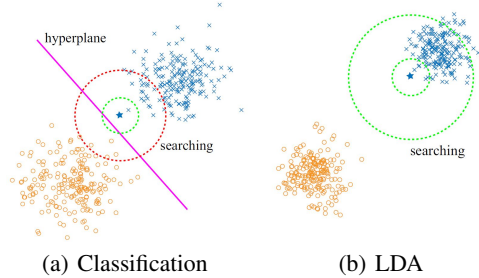 hyperplane
searching
searching
(a) Classification
(b) LDA